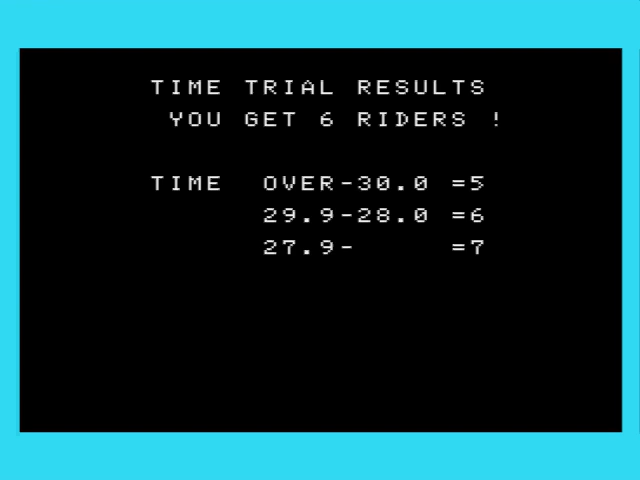 TIME TRIAL RESULTS
YOU GET 6 RIDERS !
TIME OVER-30.0 =5
29.9-28.0 =6
27.9- =7